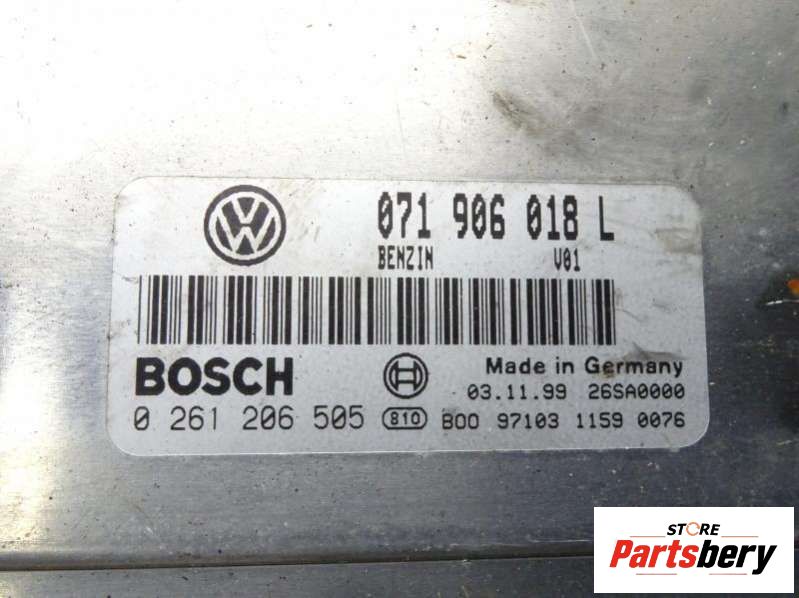 071 906 018 L
BENZIN V01
BOSCH
Made in Germany
03.11.99 26SA0000
0 261 206 505 810 B00 97103 1159 0076
STORE
Partsbery